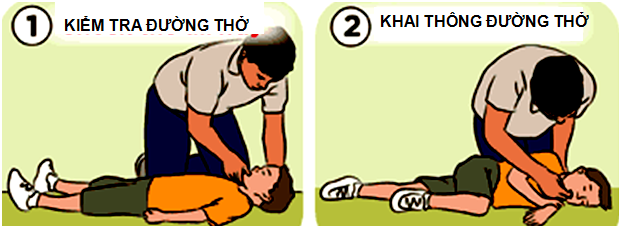 1 KIỂM TRA ĐƯỜNG THỞ
2 KHAI THÔNG ĐƯỜNG THỞ